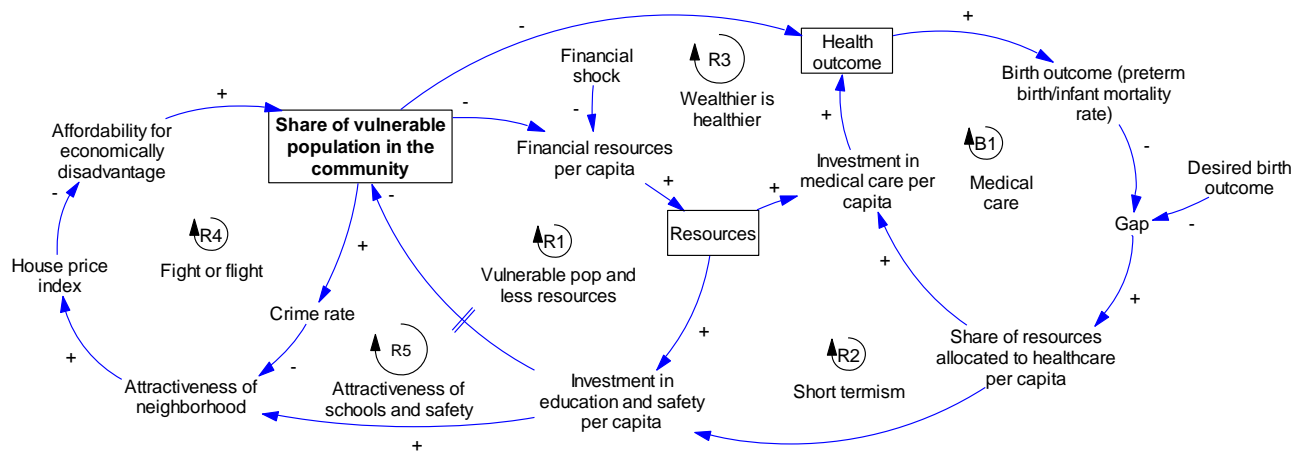 -
+
Health
outcome
Financial
shock
R3
Wealthier is
healthier
Birth outcome (preterm
birth/infant mortality
rate)
+
Affordability for
economically
disadvantage
Share of vulnerable
population in the
community
-
-
Financial resources
per capita
+
Investment in
medical care per
capita
B1
Medical
care
-
Desired birth
outcome
-
-
+
+
Resources
Gap
-
R4
Fight or flight
+
R1
Vulnerable pop and
less resources
House price
index
+
+
Crime rate
+
Share of resources
allocated to healthcare
per capita
+
-
R5
Attractiveness of
schools and safety
R2
Short termism
Attractiveness of
neighborhood
Investment in
education and safety
per capita
+